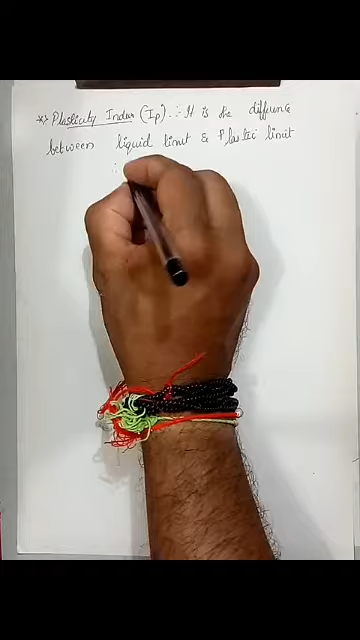 * Plasticity Index (Ip) :- It is the difference
between liquid limit & Plastic limit